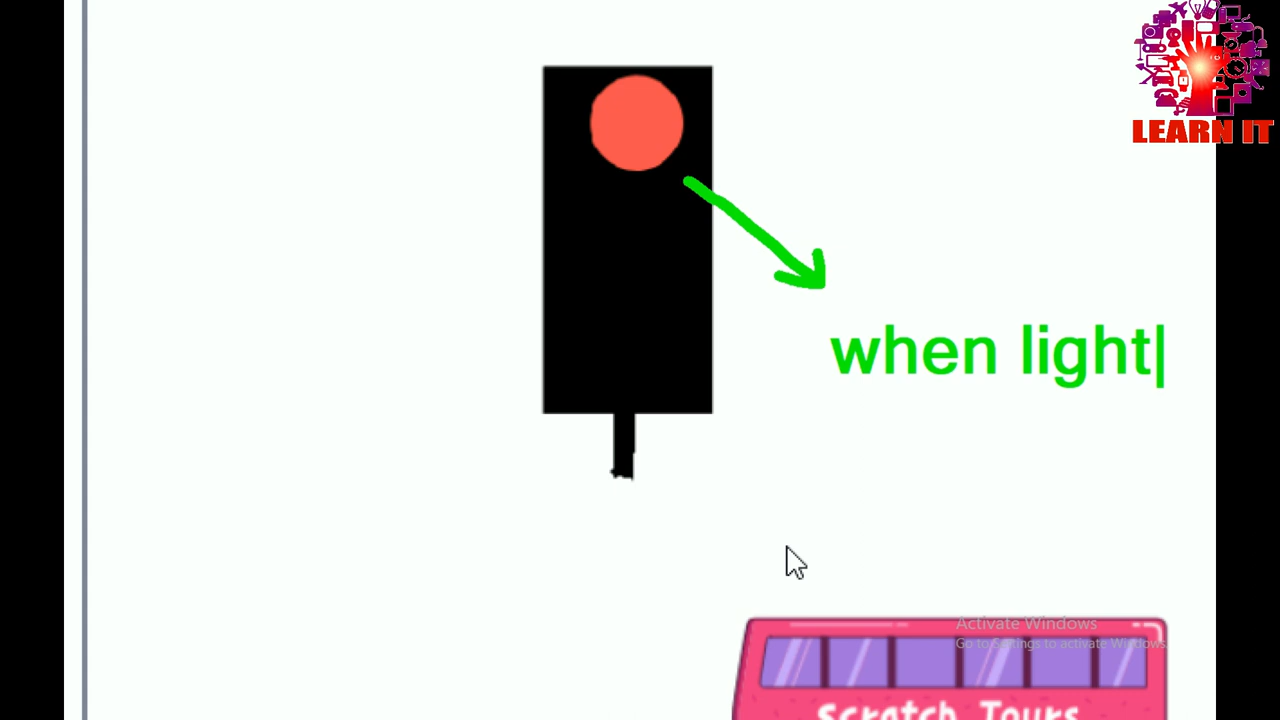 LEARN IT
when light
Activate Windows
Go to Settings to activate Windows.
Scratch Tours